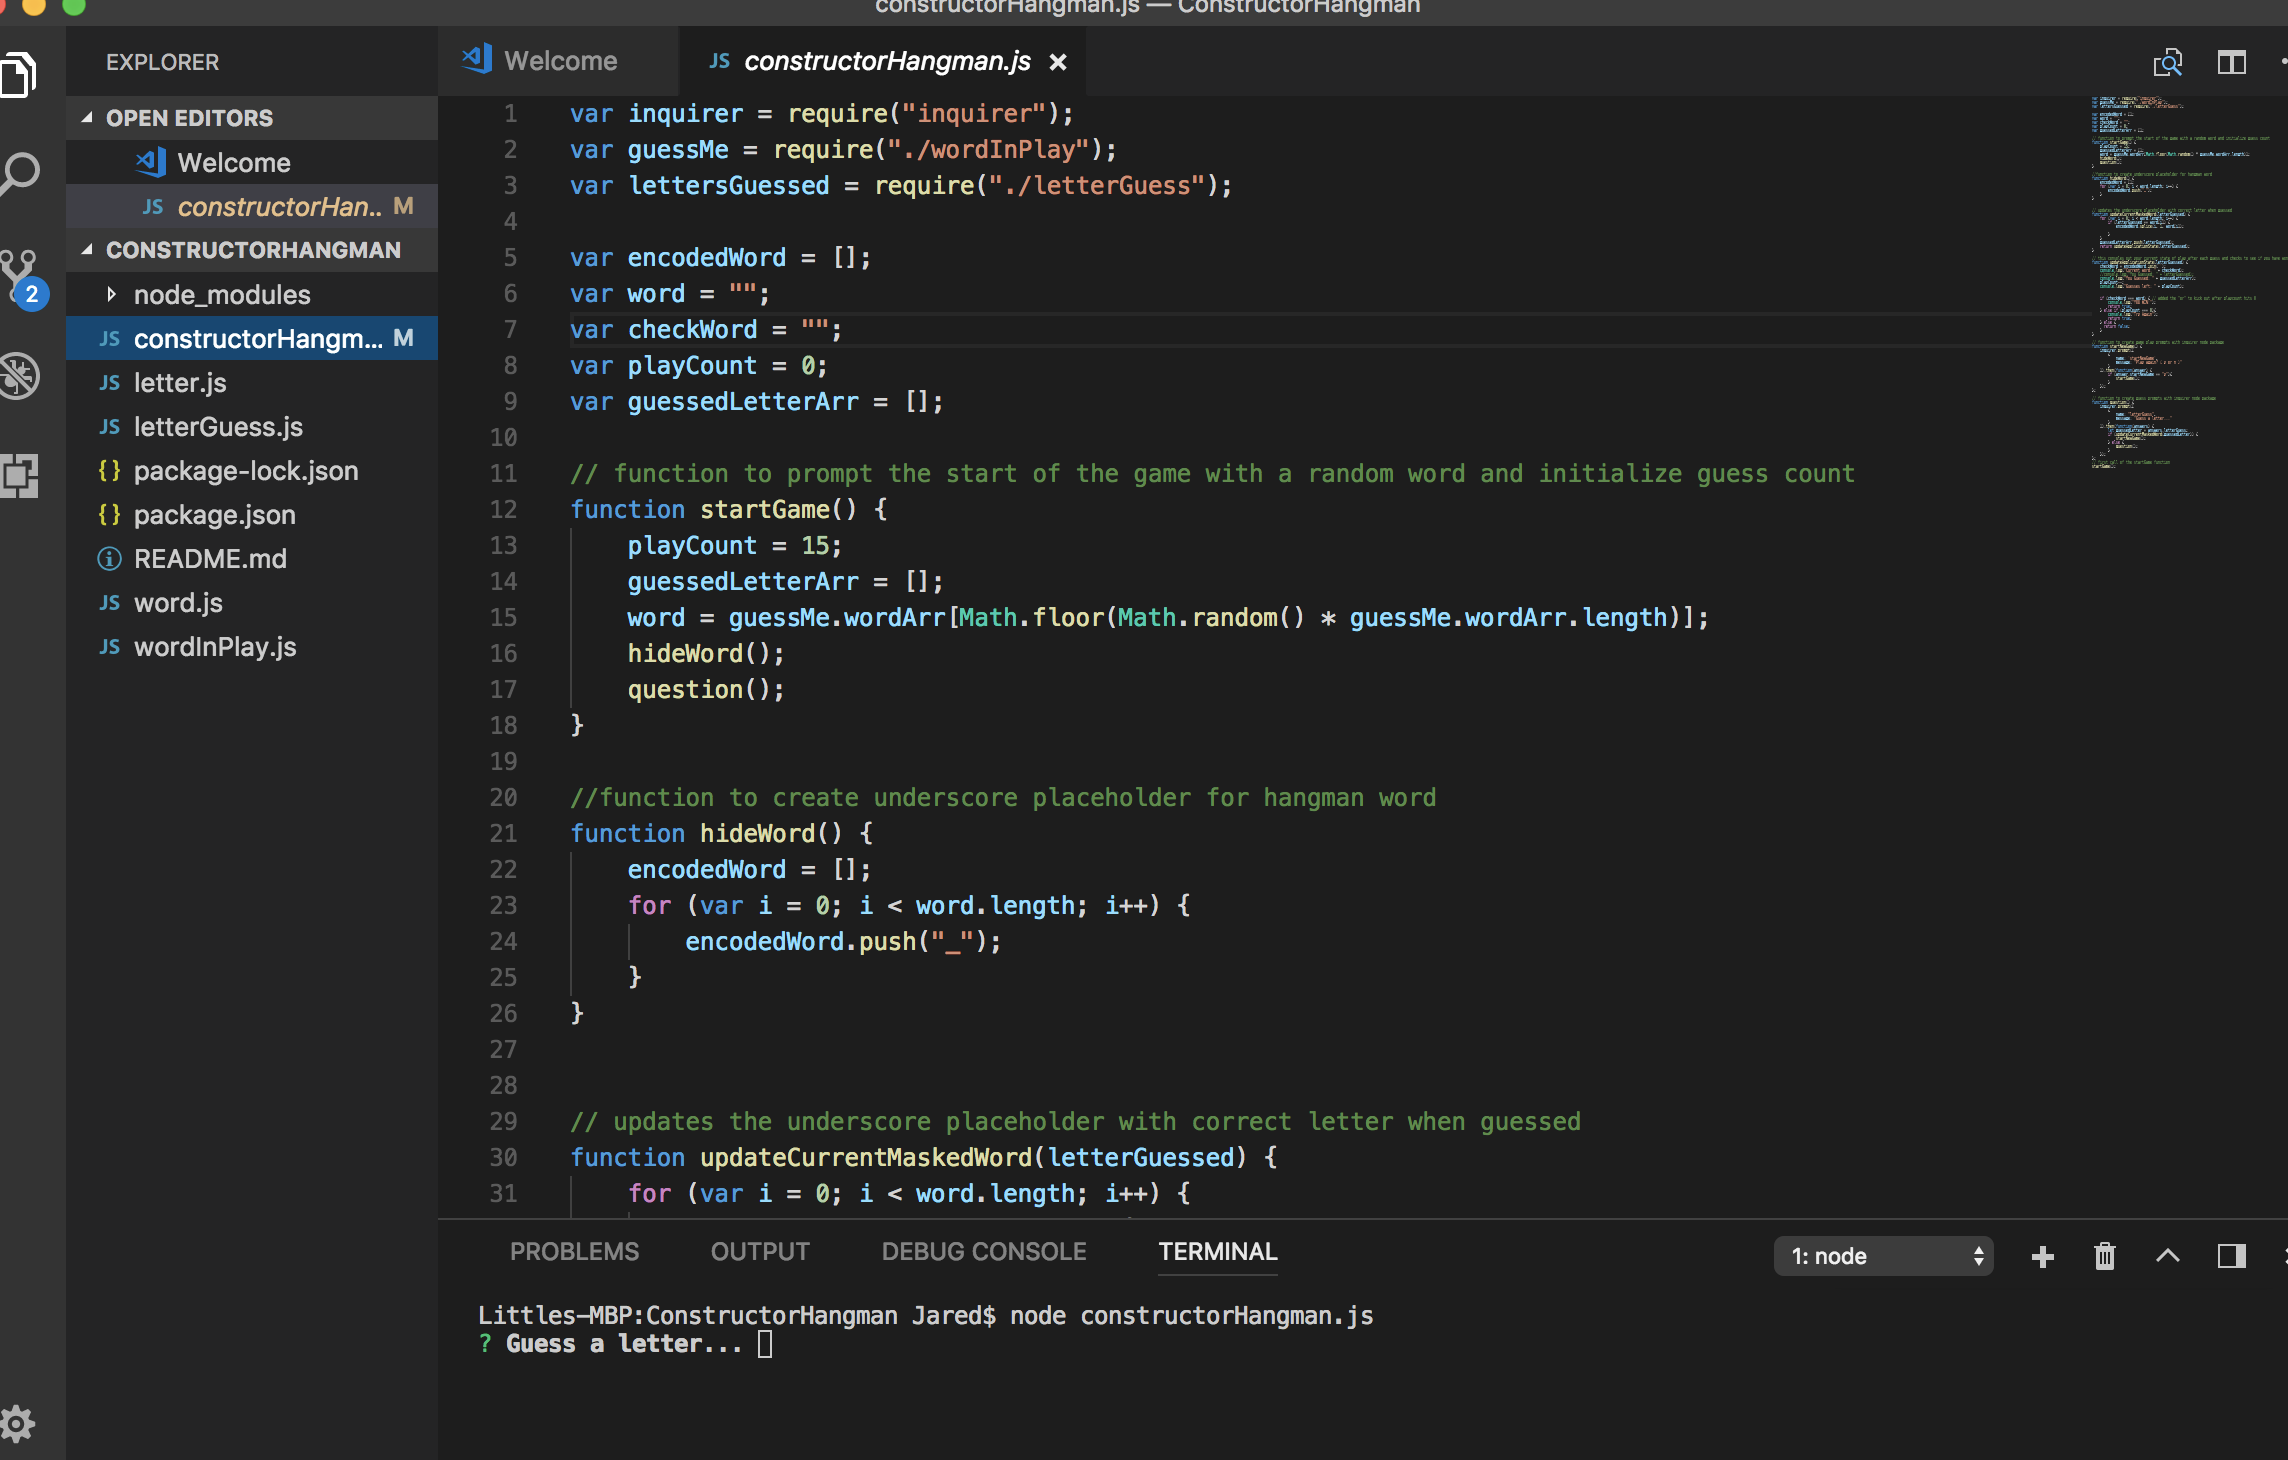 constructorHangman.js — ConstructorHangman
EXPLORER
OPEN EDITORS
Welcome
JS constructorHan.. M
CONSTRUCTORHANGMAN
node_modules
JS constructorHangm... M
JS letter.js
JS letterGuess.js
{} package-lock.json
{} package.json
README.md
JS word.js
JS wordInPlay.js
2
Welcome
JS constructorHangman.js
1 var inquirer = require("inquirer");
2 var guessMe = require("./wordInPlay");
3 var lettersGuessed = require("./letterGuess");
4
5 var encodedWord = [];
6 var word = "";
7 var checkWord = "";
8 var playCount = 0;
9 var guessedLetterArr = [];
10
11 // function to prompt the start of the game with a random word and initialize guess count
12 function startGame() {
13     playCount = 15;
14     guessedLetterArr = [];
15     word = guessMe.wordArr[Math.floor(Math.random() * guessMe.wordArr.length)];
16     hideWord();
17     question();
18 }
19
20 //function to create underscore placeholder for hangman word
21 function hideWord() {
22     encodedWord = [];
23     for (var i = 0; i < word.length; i++) {
24         encodedWord.push("_");
25     }
26 }
27
28
29 // updates the underscore placeholder with correct letter when guessed
30 function updateCurrentMaskedWord(letterGuessed) {
31     for (var i = 0; i < word.length; i++) {
PROBLEMS OUTPUT DEBUG CONSOLE TERMINAL 1: node
Littles-MBP:ConstructorHangman Jared$ node constructorHangman.js
? Guess a letter...